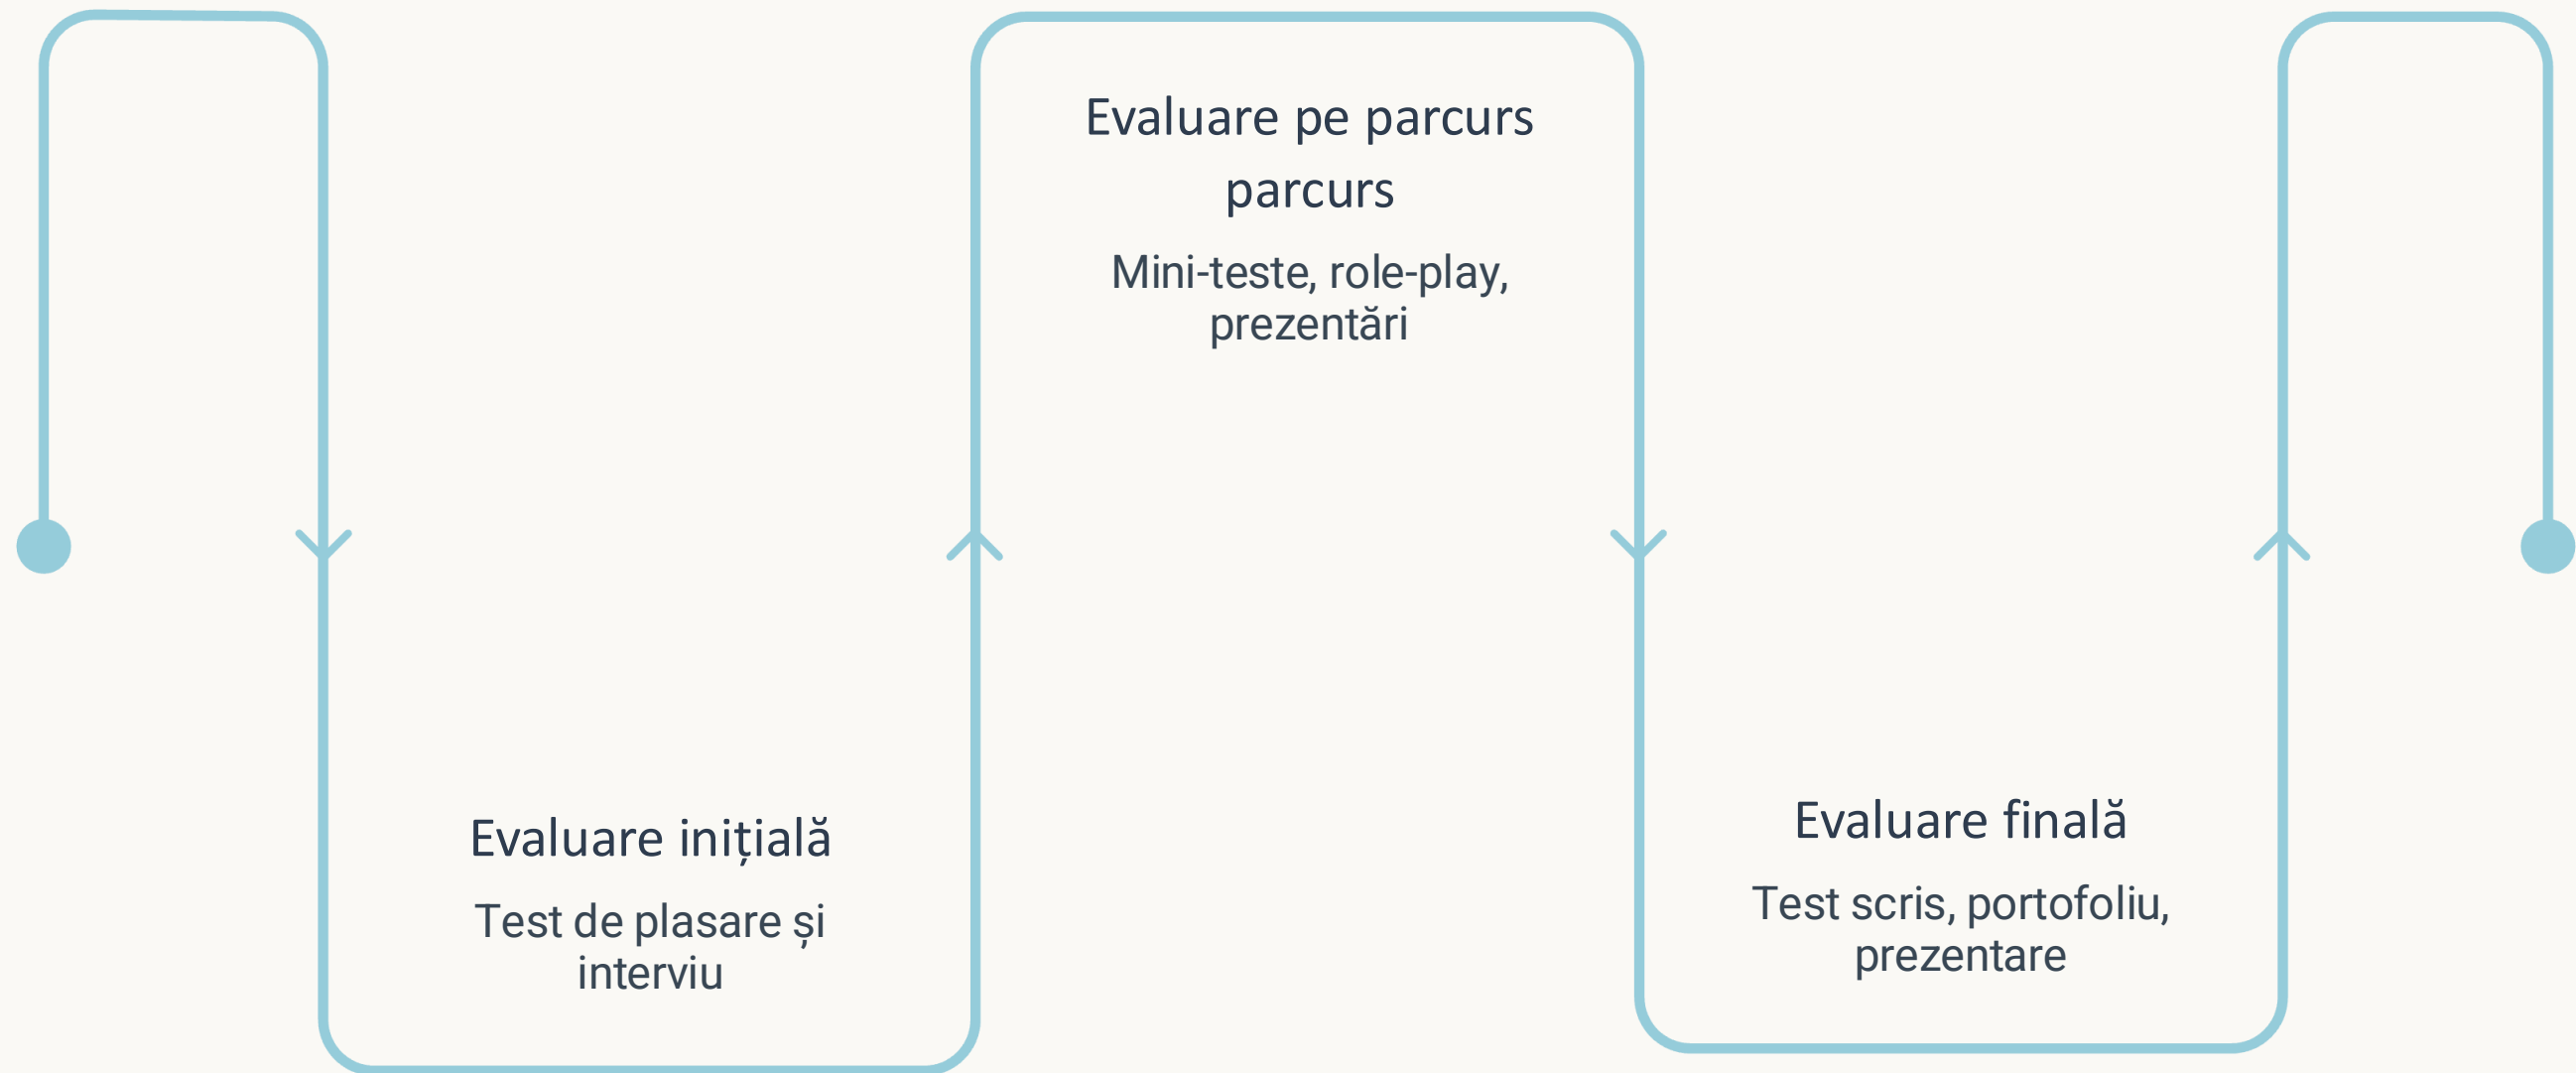 Evaluare inițială
Test de plasare și
interviu
Evaluare pe parcurs
parcurs
Mini-teste, role-play,
prezentări
Evaluare finală
Test scris, portofoliu,
prezentare